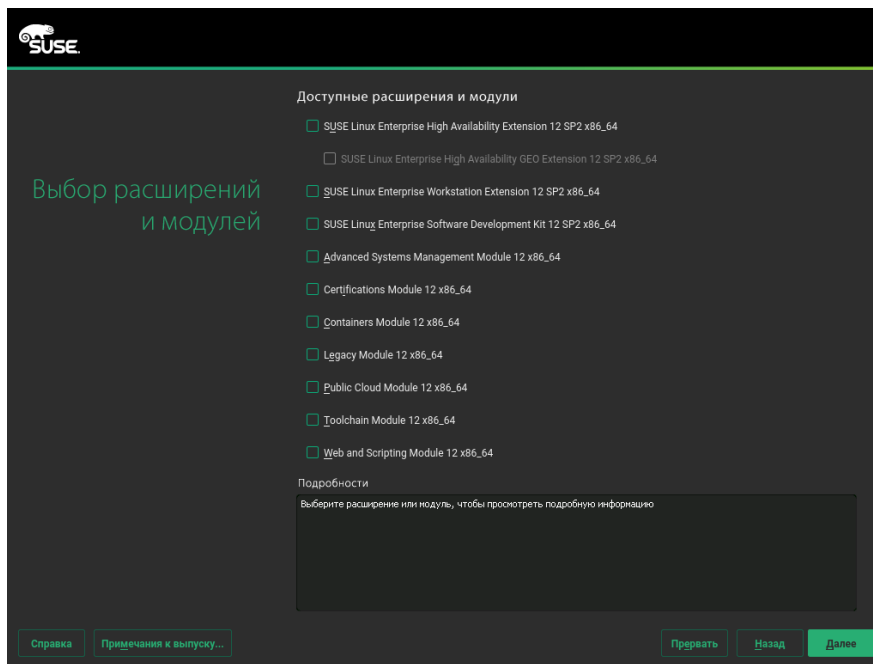 SUSE.
Доступные расширения и модули
SUSE Linux Enterprise High Availability Extension 12 SP2 x86_64
SUSE Linux Enterprise High Availability GEO Extension 12 SP2 x86_64
Выбор расширений
и модулей
SUSE Linux Enterprise Workstation Extension 12 SP2 x86_64
SUSE Linux Enterprise Software Development Kit 12 SP2 x86_64
Advanced Systems Management Module 12 x86_64
Certifications Module 12 x86_64
Containers Module 12 x86_64
Legacy Module 12 x86_64
Public Cloud Module 12 x86_64
Toolchain Module 12 x86_64
Web and Scripting Module 12 x86_64
Подробности
Выберите расширение или модуль, чтобы просмотреть подробную информацию
Справка
Примечания к выпуску...
Прервать
Назад
Далее